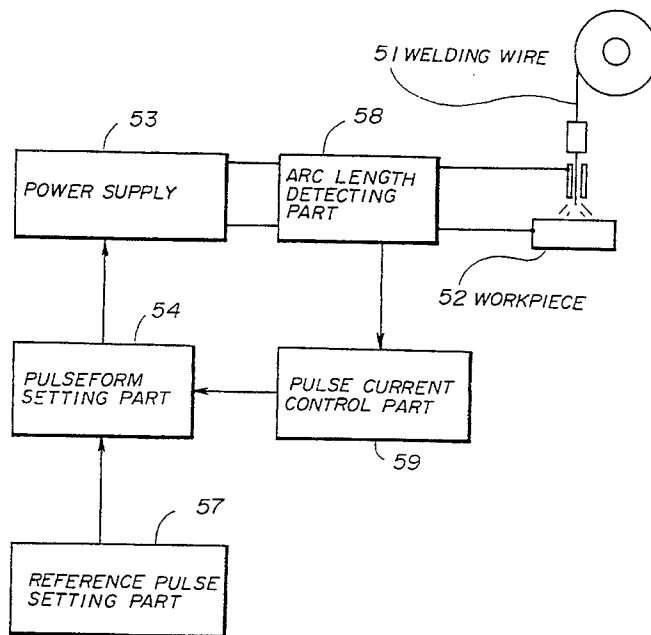 51 WELDING WIRE
53
58
POWER SUPPLY
ARC LENGTH
DETECTING
PART
52 WORKPIECE
54
PULSEFORM
SETTING PART
PULSE CURRENT
CONTROL PART
59
57
REFERENCE PULSE
SETTING PART